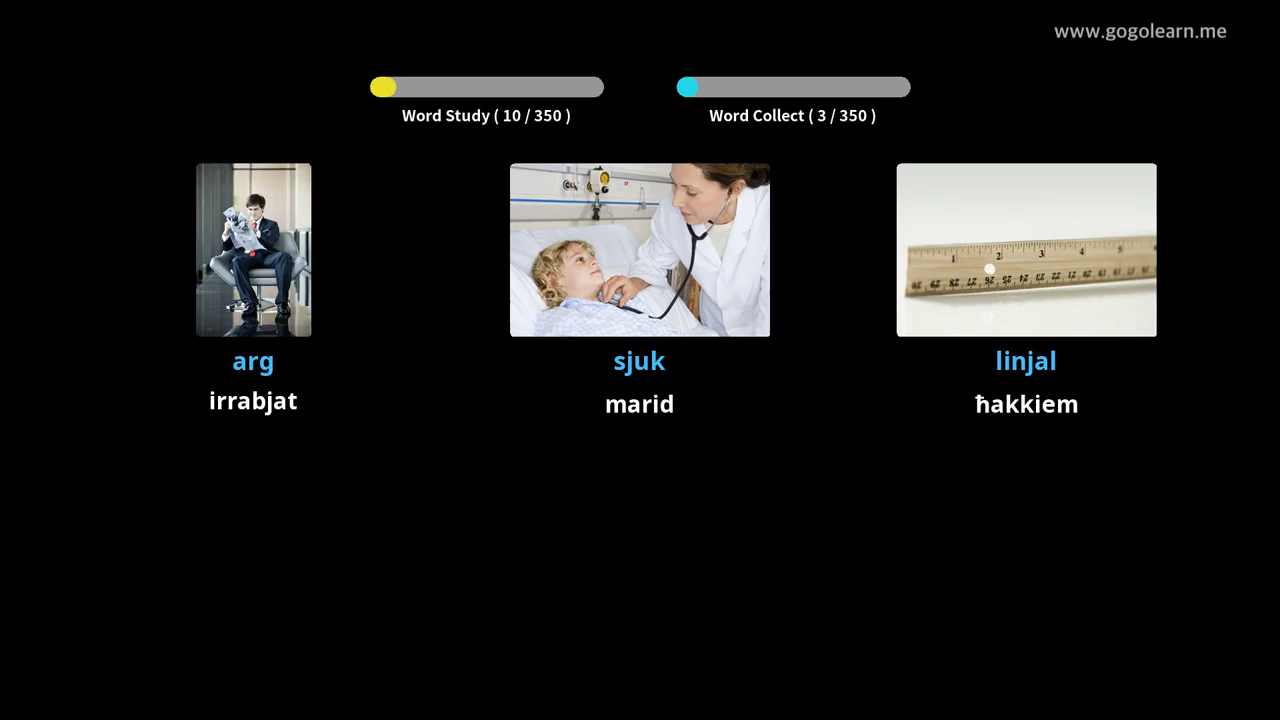 www.gogolearn.me
Word Study ( 10 / 350 )
Word Collect ( 3 / 350 )
arg
sjuk
linjal
irrabjat
marid
ħakkiem